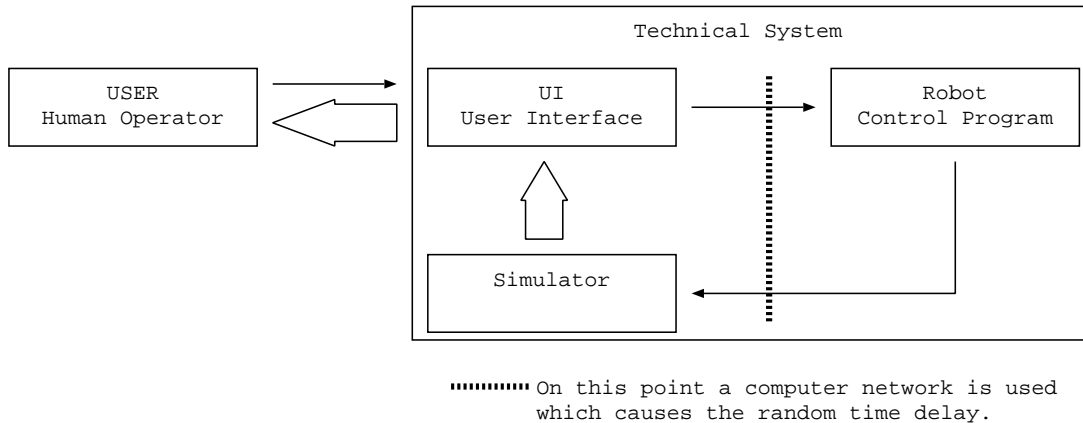 Technical System
USER
Human Operator
UI
User Interface
Robot
Control Program
Simulator
On this point a computer network is used
which causes the random time delay.